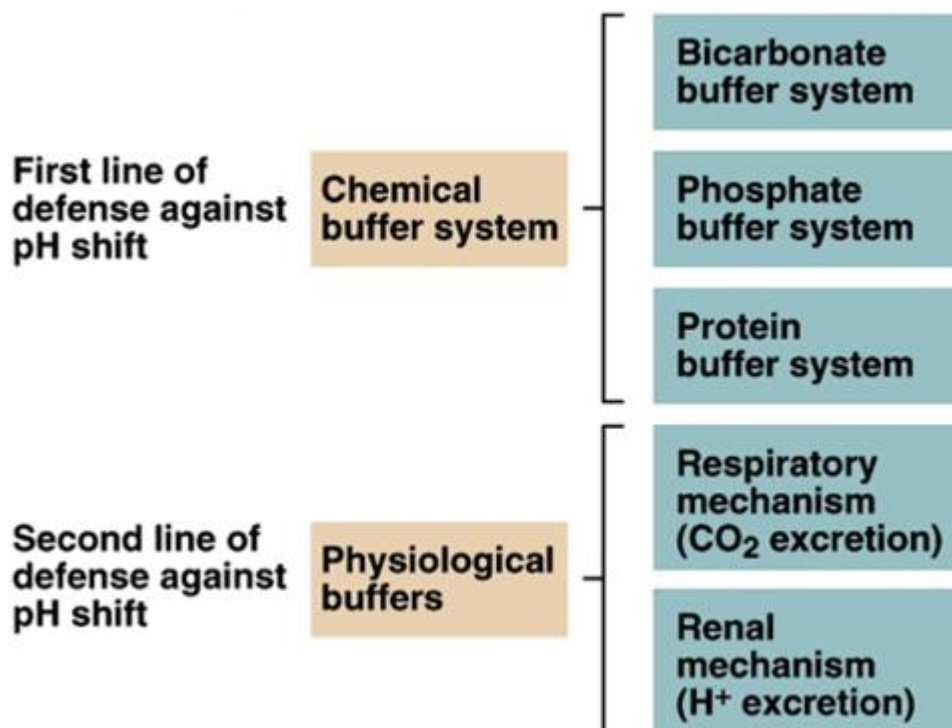 First line of
defense against
pH shift
Chemical
buffer system
Bicarbonate
buffer system
Phosphate
buffer system
Protein
buffer system
Second line of
defense against
pH shift
Physiological
buffers
Respiratory
mechanism
(CO₂ excretion)
Renal
mechanism
(H⁺ excretion)